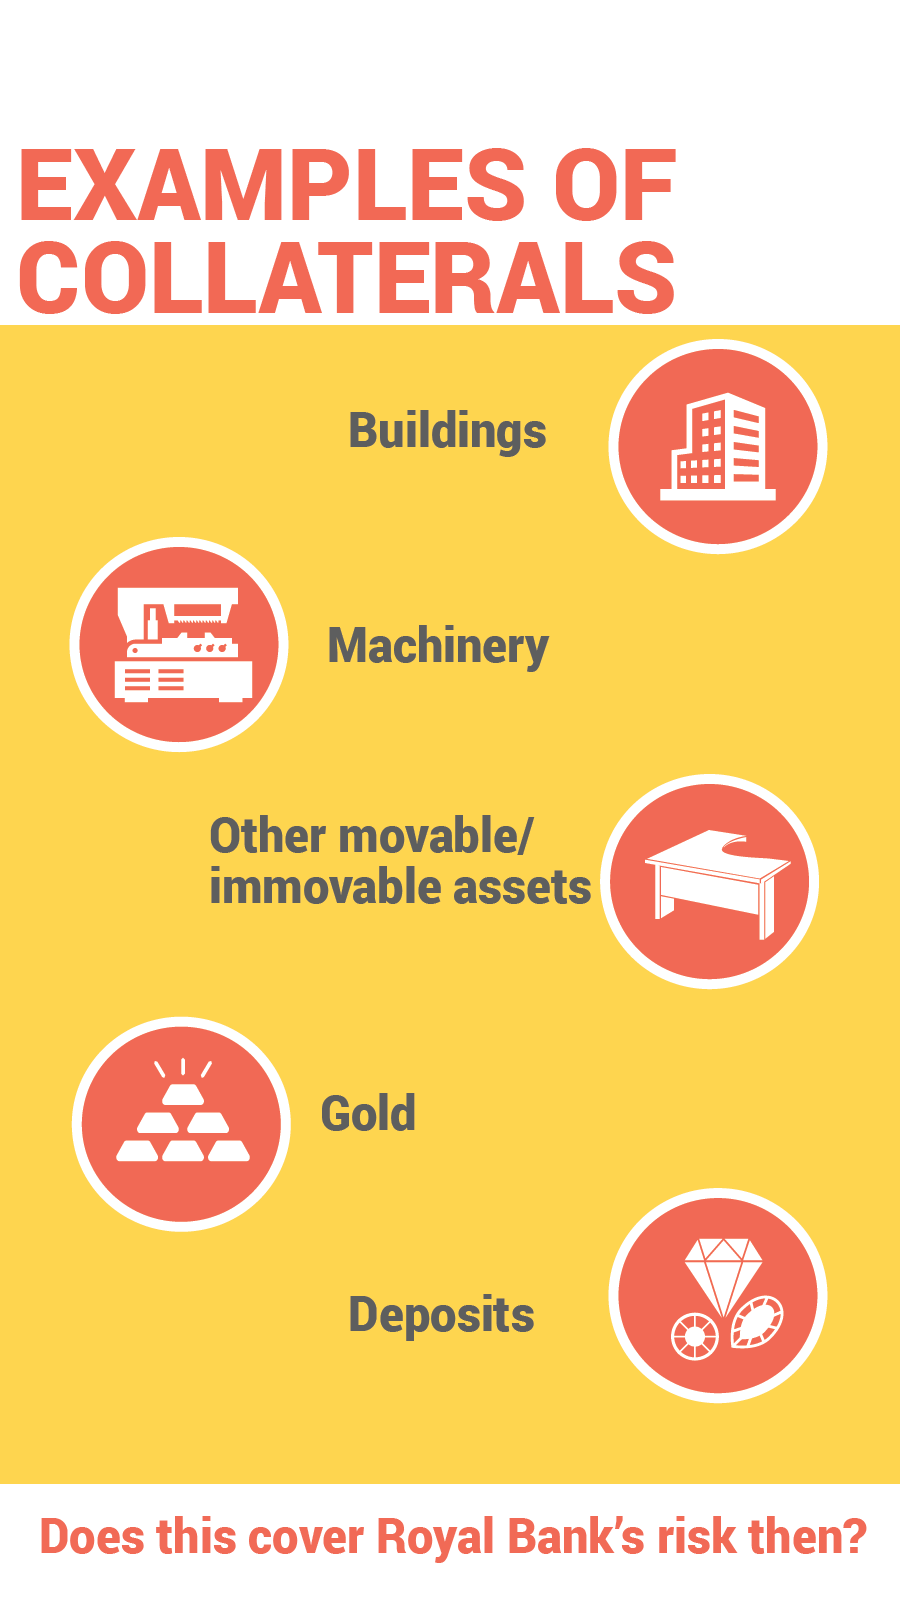 EXAMPLES OF
COLLATERALS
Buildings
Machinery
Other movable/
immovable assets
Gold
Deposits
Does this cover Royal Bank’s risk then?